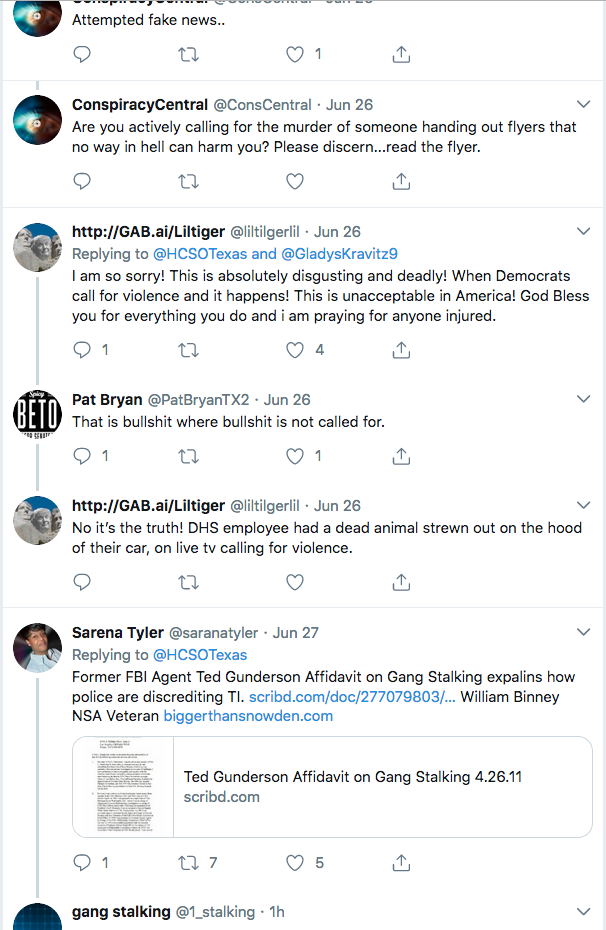 Attempted fake news..
1
ConspiracyCentral @ConsCentral · Jun 26
Are you actively calling for the murder of someone handing out flyers that
no way in hell can harm you? Please discern...read the flyer.
http://GAB.ai/Liltiger @liltilgerlil · Jun 26
Replying to @HCSOTexas and @GladysKravitz9
I am so sorry! This is absolutely disgusting and deadly! When Democrats
call for violence and it happens! This is unacceptable in America! God Bless
you for everything you do and i am praying for anyone injured.
1 4
Spicy
BETO
Pat Bryan @PatBryanTX2 · Jun 26
That is bullshit where bullshit is not called for.
1 1
http://GAB.ai/Liltiger @liltilgerlil · Jun 26
No it's the truth! DHS employee had a dead animal strewn out on the hood
of their car, on live tv calling for violence.
Sarena Tyler @saranatyler · Jun 27
Replying to @HCSOTexas
Former FBI Agent Ted Gunderson Affidavit on Gang Stalking expalins how
police are discrediting TI. scribd.com/doc/277079803/... William Binney
NSA Veteran biggerthansnowden.com
Ted Gunderson Affidavit on Gang Stalking 4.26.11
scribd.com
1 7 5
gang stalking @1_stalking · 1h